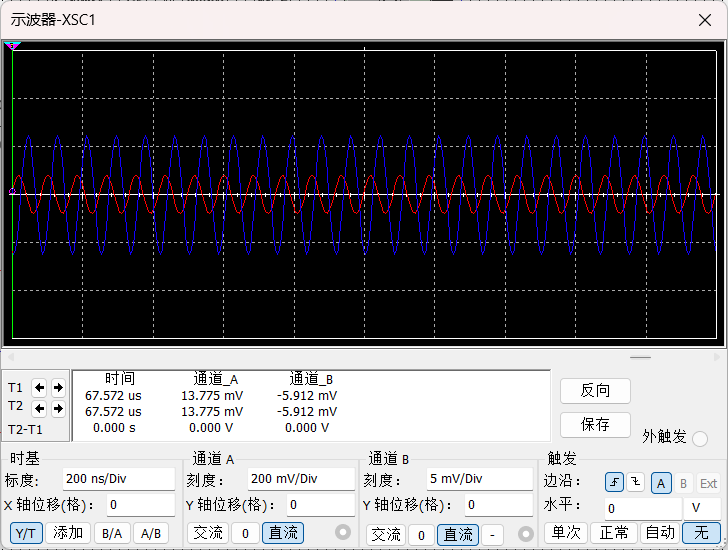 示波器-XSC1
时间 通道_A 通道_B
T1 67.572 us 13.775 mV -5.912 mV
T2 67.572 us 13.775 mV -5.912 mV
T2-T1 0.000 s 0.000 V 0.000 V
反向
保存
外触发
时基
标度: 200 ns/Div
X 轴位移(格): 0
Y/T 添加 B/A A/B
通道 A
刻度: 200 mV/Div
Y 轴位移(格): 0
交流 0 直流
通道 B
刻度: 5 mV/Div
Y 轴位移(格): 0
交流 0 直流 -
触发
边沿: A B Ext
水平: 0 V
单次 正常 自动 无